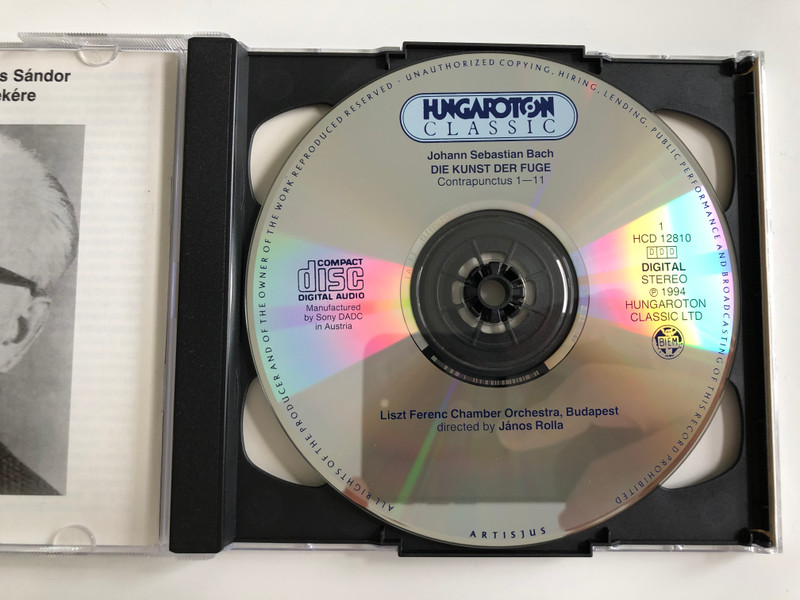 s Sándor
ekére
ALL RIGHTS OF THE PRODUCER AND OF THE OWNER OF THE WORK REPRODUCED RESERVED · UNAUTHORIZED COPYING, HIRING, LENDING, PUBLIC PERFORMANCE AND BROADCASTING OF THIS RECORD PROHIBITED
HUNGAROTON
CLASSIC
Johann Sebastian Bach
DIE KUNST DER FUGE
Contrapunctus 1—11
COMPACT
disc
DIGITAL AUDIO
Manufactured
by Sony DADC
in Austria
1
HCD 12810
DDD
DIGITAL
STEREO
℗ 1994
HUNGAROTON
CLASSIC LTD
BIEM
Liszt Ferenc Chamber Orchestra, Budapest
directed by János Rolla
ARTISJUS